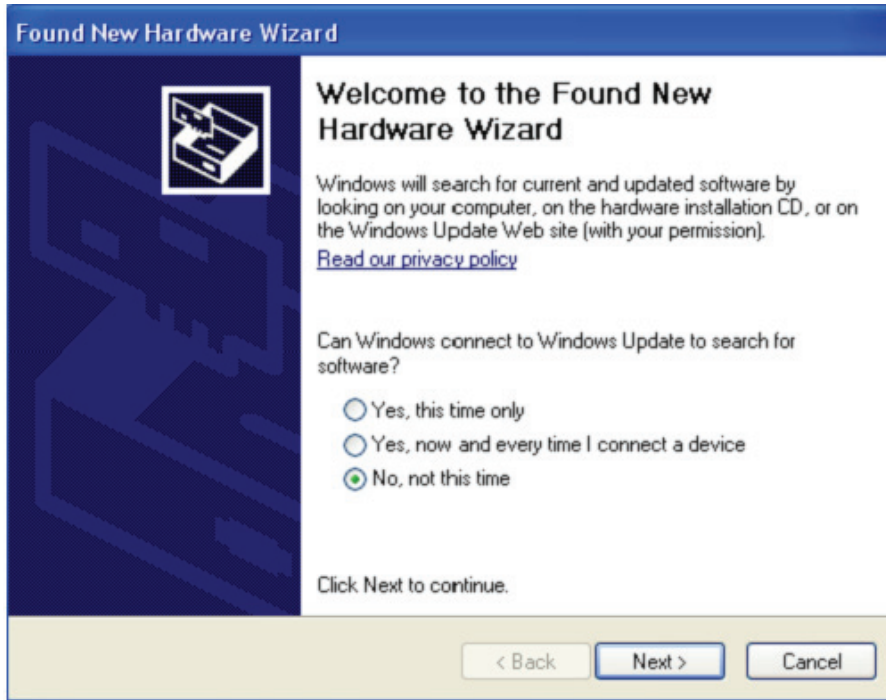 Found New Hardware Wizard
Welcome to the Found New
Hardware Wizard
Windows will search for current and updated software by
looking on your computer, on the hardware installation CD, or on
the Windows Update Web site (with your permission).
Read our privacy policy
Can Windows connect to Windows Update to search for
software?
Yes, this time only
Yes, now and every time I connect a device
No, not this time
Click Next to continue.
< Back
Next >
Cancel